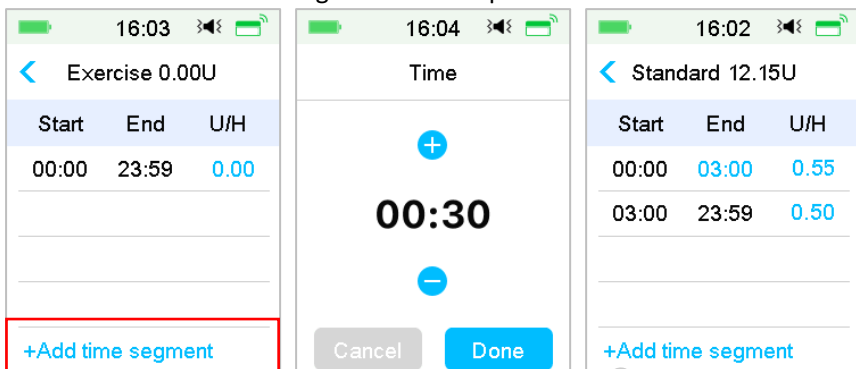 16:03
Exercise 0.00U
Start End U/H
00:00 23:59 0.00
+Add time segment
16:04
Time
00:30
Cancel Done
16:02
Standard 12.15U
Start End U/H
00:00 03:00 0.55
03:00 23:59 0.50
+Add time segment